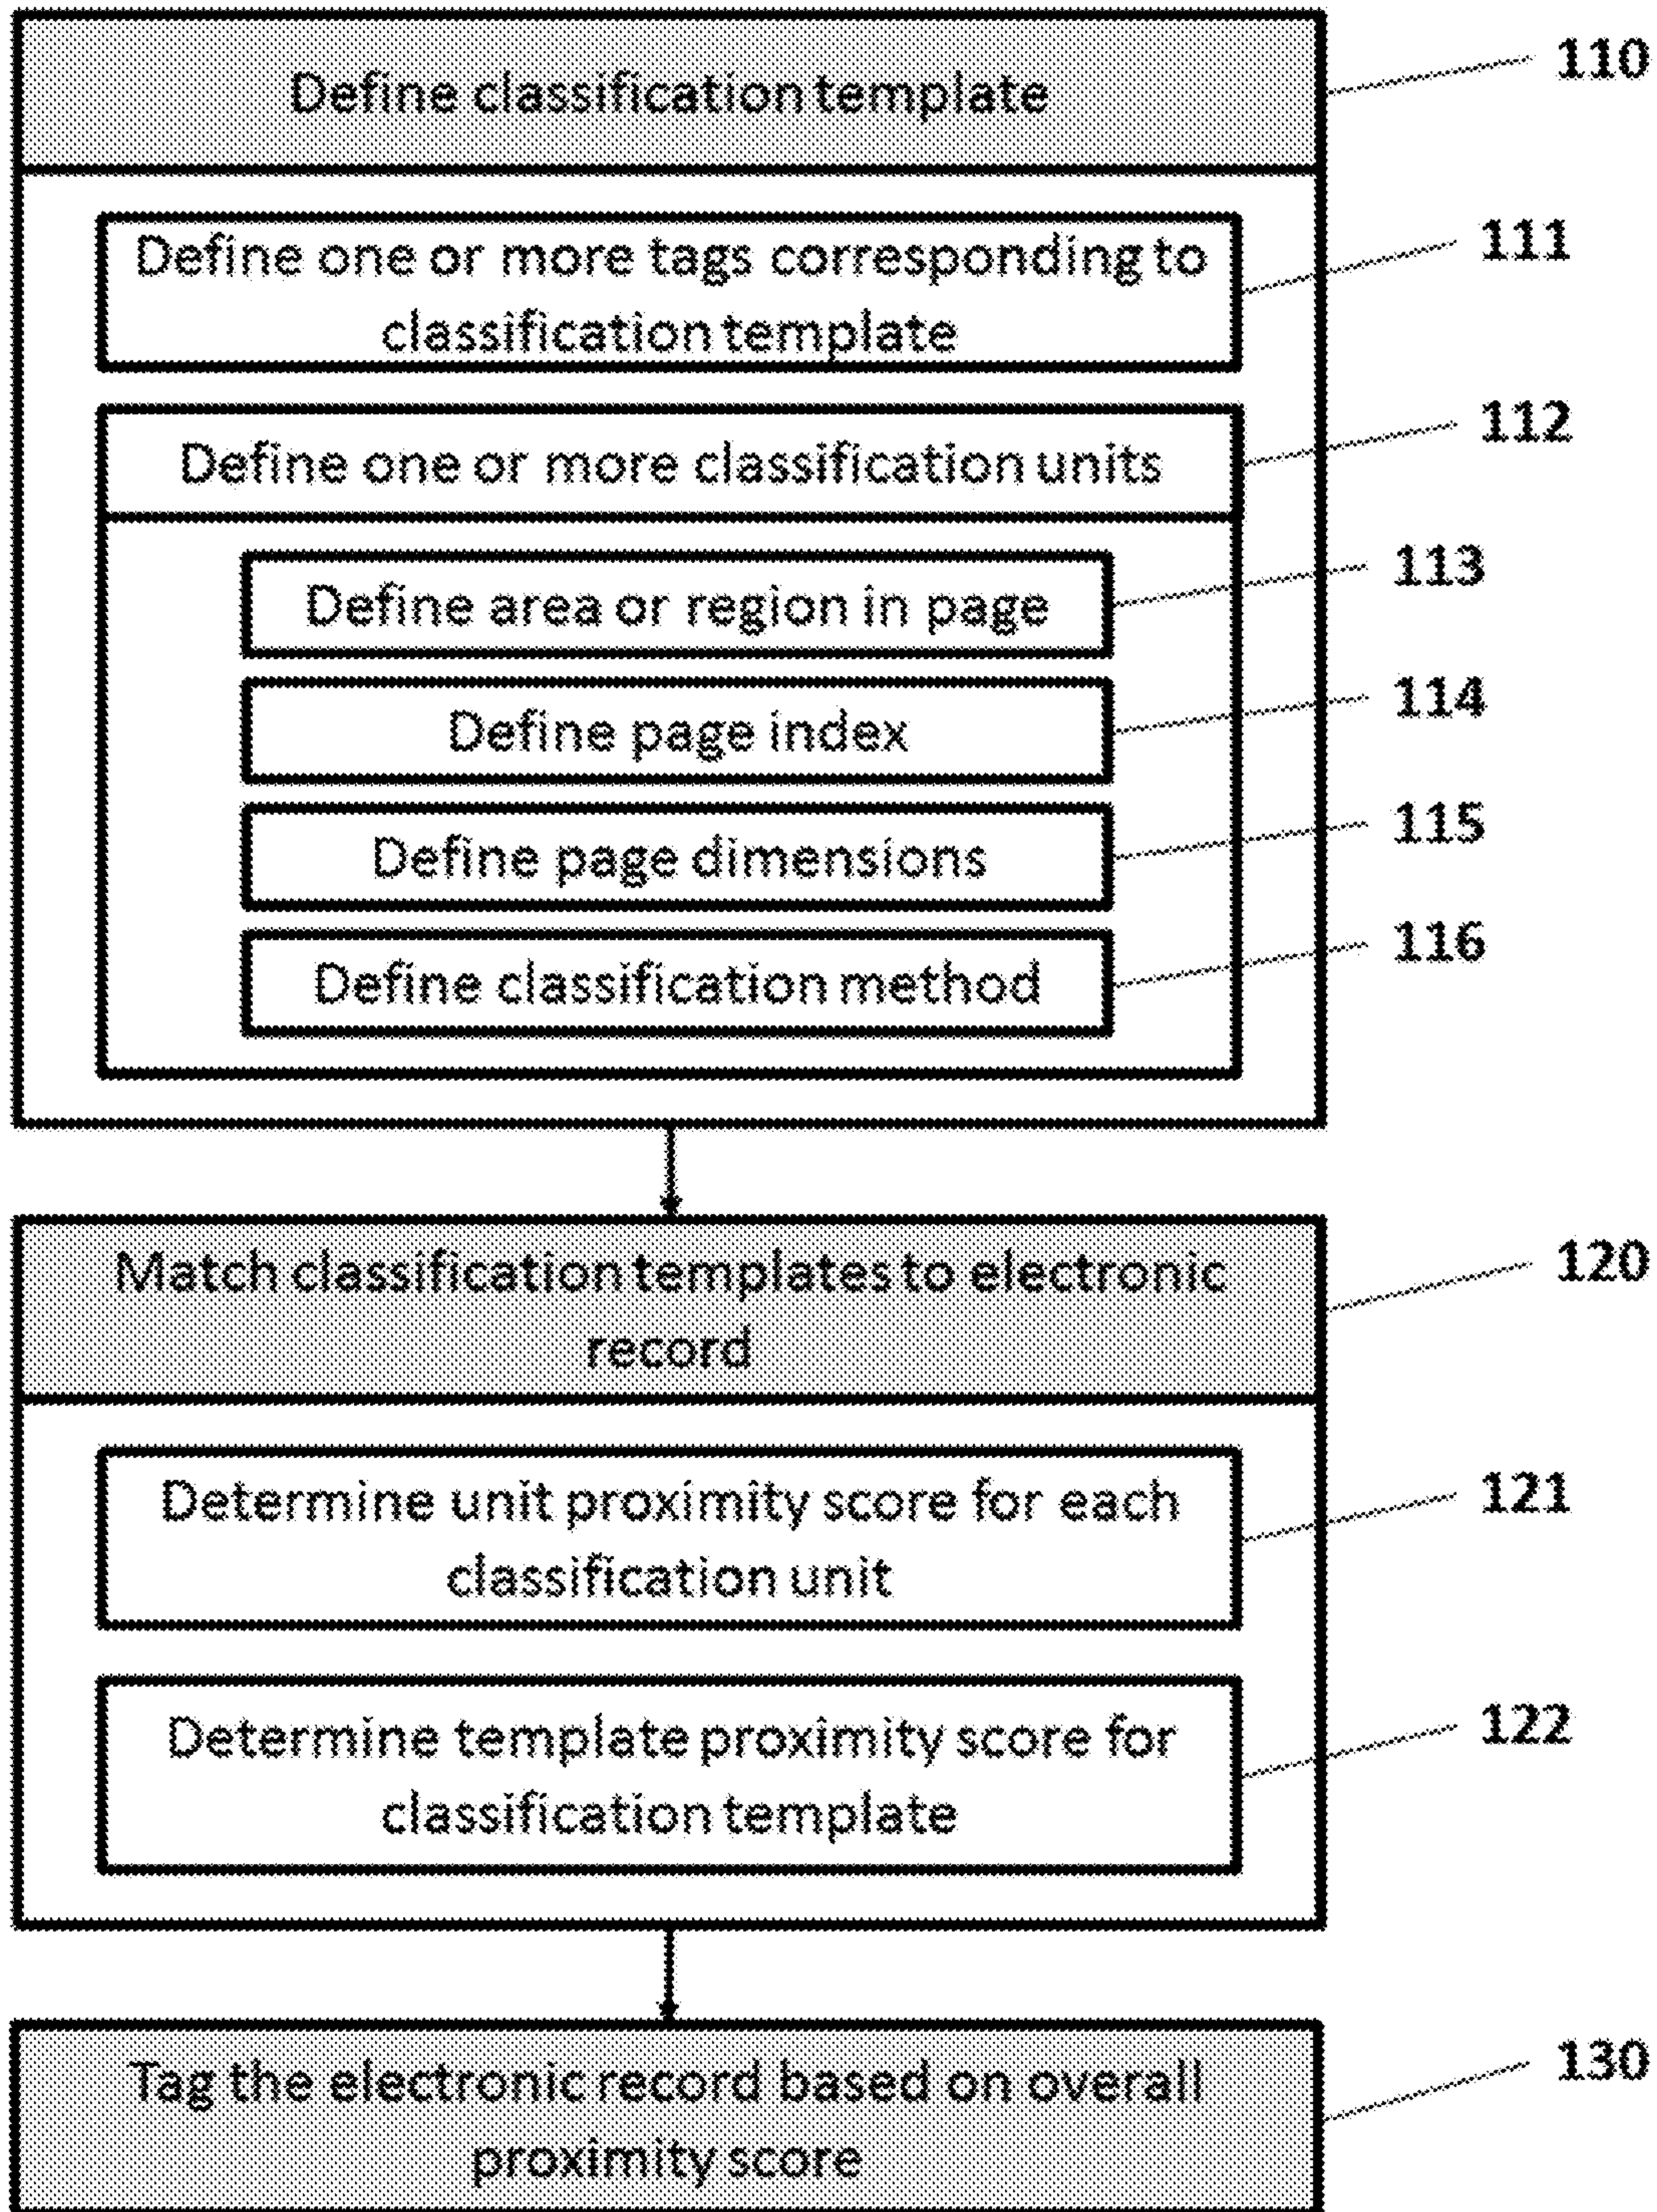 Define classification template
110
Define one or more tags corresponding to
classification template
111
Define one or more classification units
112
Define area or region in page
113
Define page index
114
Define page dimensions
115
Define classification method
116
Match classification templates to electronic
record
120
Determine unit proximity score for each
classification unit
121
Determine template proximity score for
classification template
122
Tag the electronic record based on overall
proximity score
130